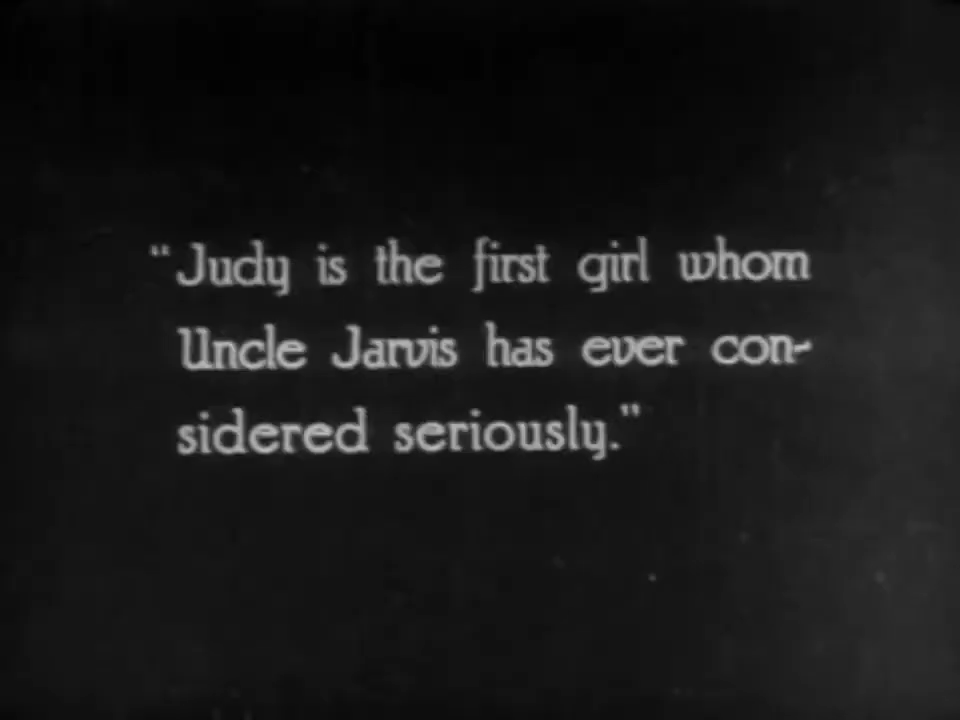 "Judy is the first girl whom
Uncle Jarvis has ever con-
sidered seriously."